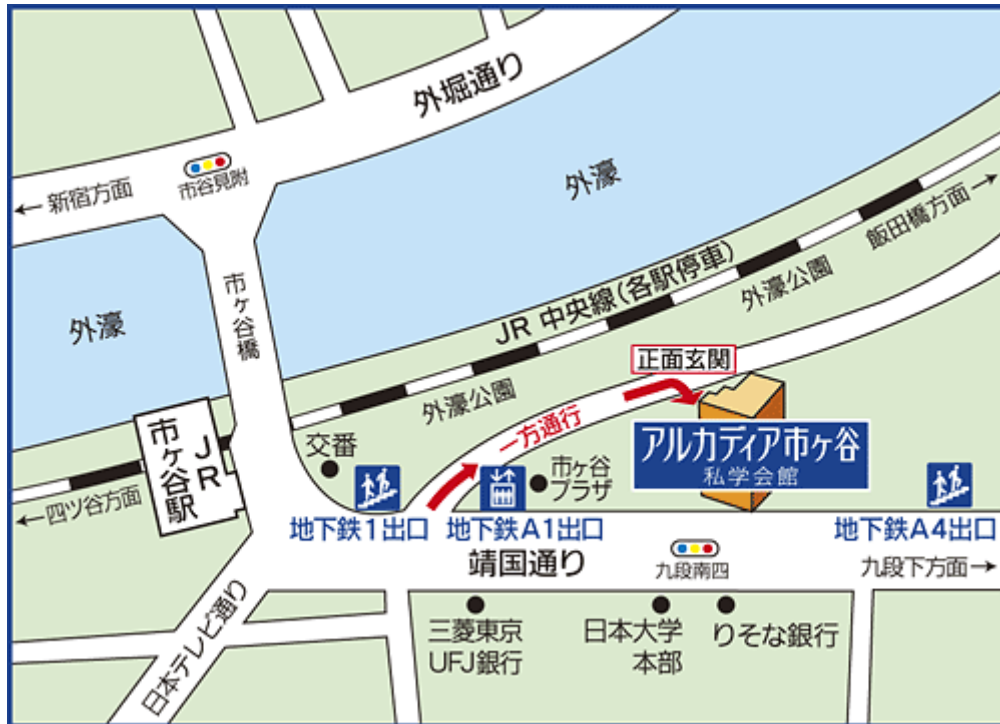 外堀通り
市谷見附
← 新宿方面
外濠
飯田橋方面 →
市ヶ谷橋
JR 中央線(各駅停車)
外濠公園
外濠
正面玄関
外濠公園
一方通行
アルカディア市ヶ谷
私学会館
JR
市ヶ谷駅
交番
市ヶ谷
プラザ
← 四ツ谷方面
地下鉄1出口
地下鉄A1出口
地下鉄A4出口
靖国通り
九段南四
九段下方面 →
日本テレビ通り
三菱東京
UFJ銀行
日本大学
本部
りそな銀行